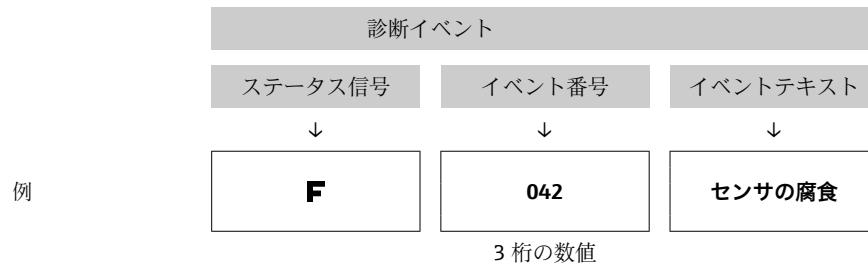 診断イベント
ステータス信号 イベント番号 イベントテキスト
↓ ↓ ↓
例 F 042 センサの腐食
3 桁の数値